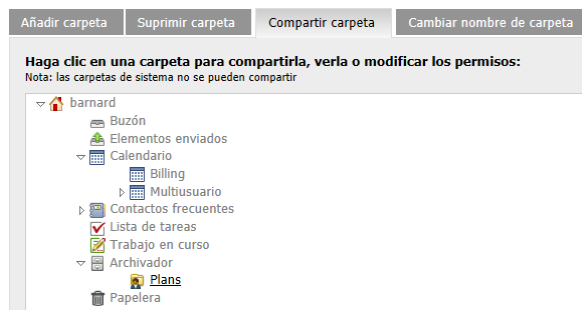 Añadir carpeta Suprimir carpeta Compartir carpeta Cambiar nombre de carpeta
Haga clic en una carpeta para compartirla, verla o modificar los permisos:
Nota: las carpetas de sistema no se pueden compartir
barnard
Buzón
Elementos enviados
Calendario
Billing
Multiusuario
Contactos frecuentes
Lista de tareas
Trabajo en curso
Archivador
Plans
Papelera